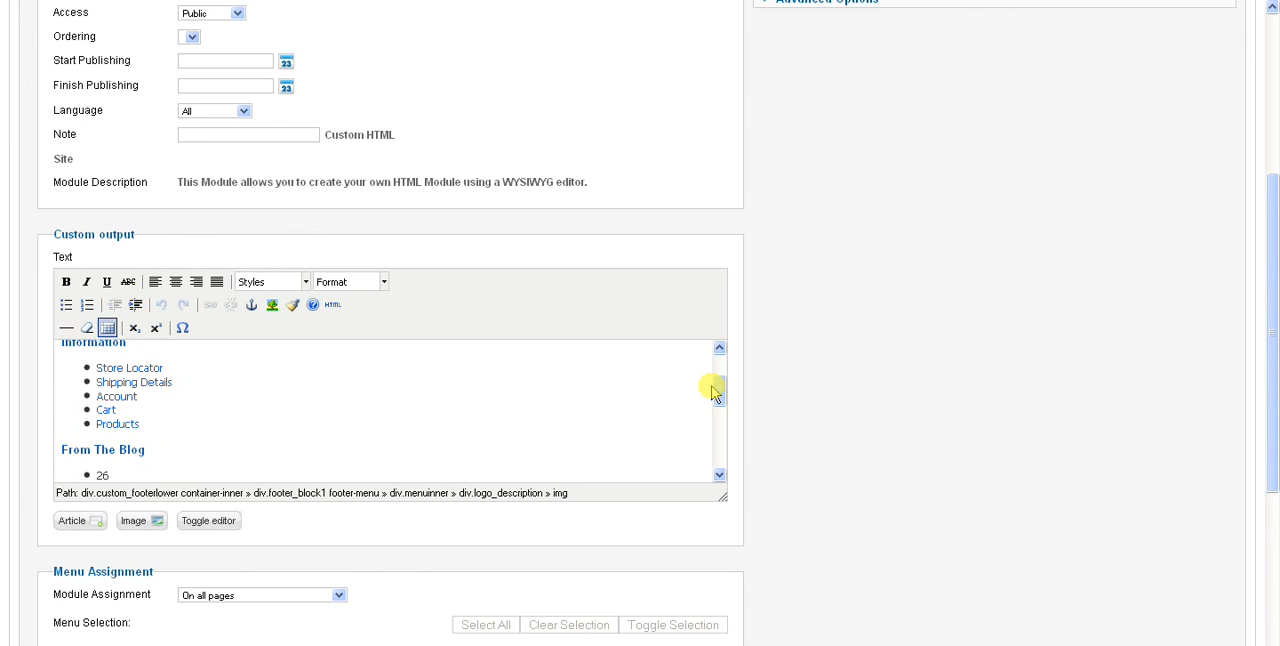 Access Public
Advanced Options
Ordering
Start Publishing 23
Finish Publishing 23
Language All
Note Custom HTML
Site
Module Description This Module allows you to create your own HTML Module using a WYSIWYG editor.
Custom output
Text
B I U ABC Styles Format
HTML
Information
Store Locator
Shipping Details
Account
Cart
Products
From The Blog
26
Path: div.custom_footerlower container-inner » div.footer_block1 footer-menu » div.menuinner » div.logo_description » img
Article Image Toggle editor
Menu Assignment
Module Assignment On all pages
Menu Selection: Select All Clear Selection Toggle Selection